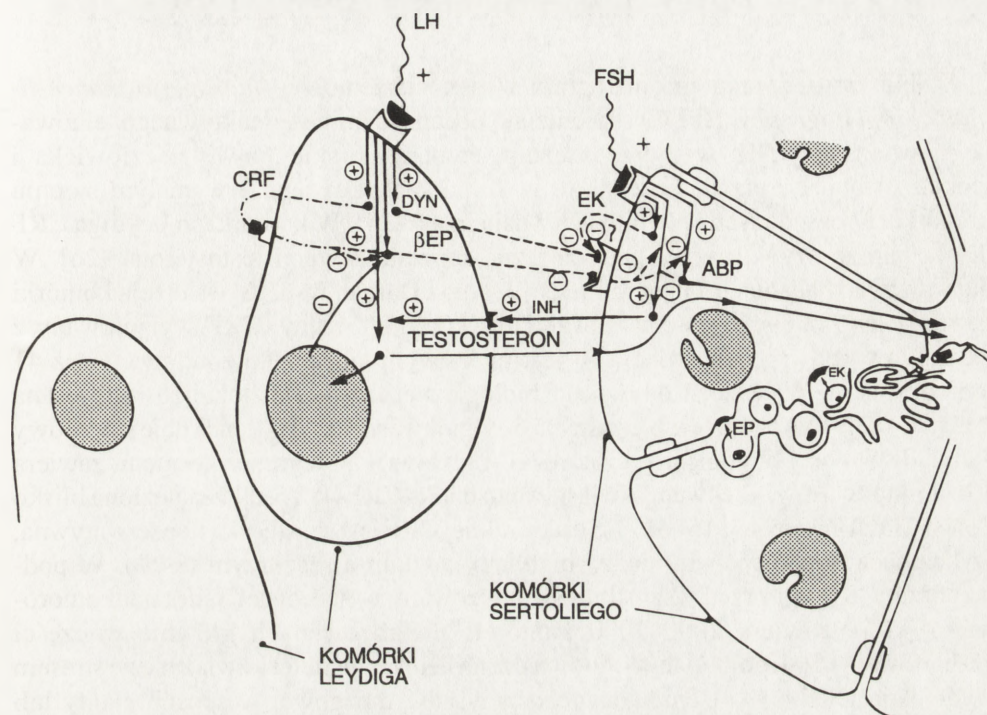 LH
+
FSH
+
CRF
+
DYN
EK
+
+
-
βEP
-
-
-
+
-
-
+
ABP
-
-
-
+
+
INH
+
TESTOSTERON
EK
EP
KOMÓRKI
SERTOLIEGO
KOMÓRKI
LEYDIGA